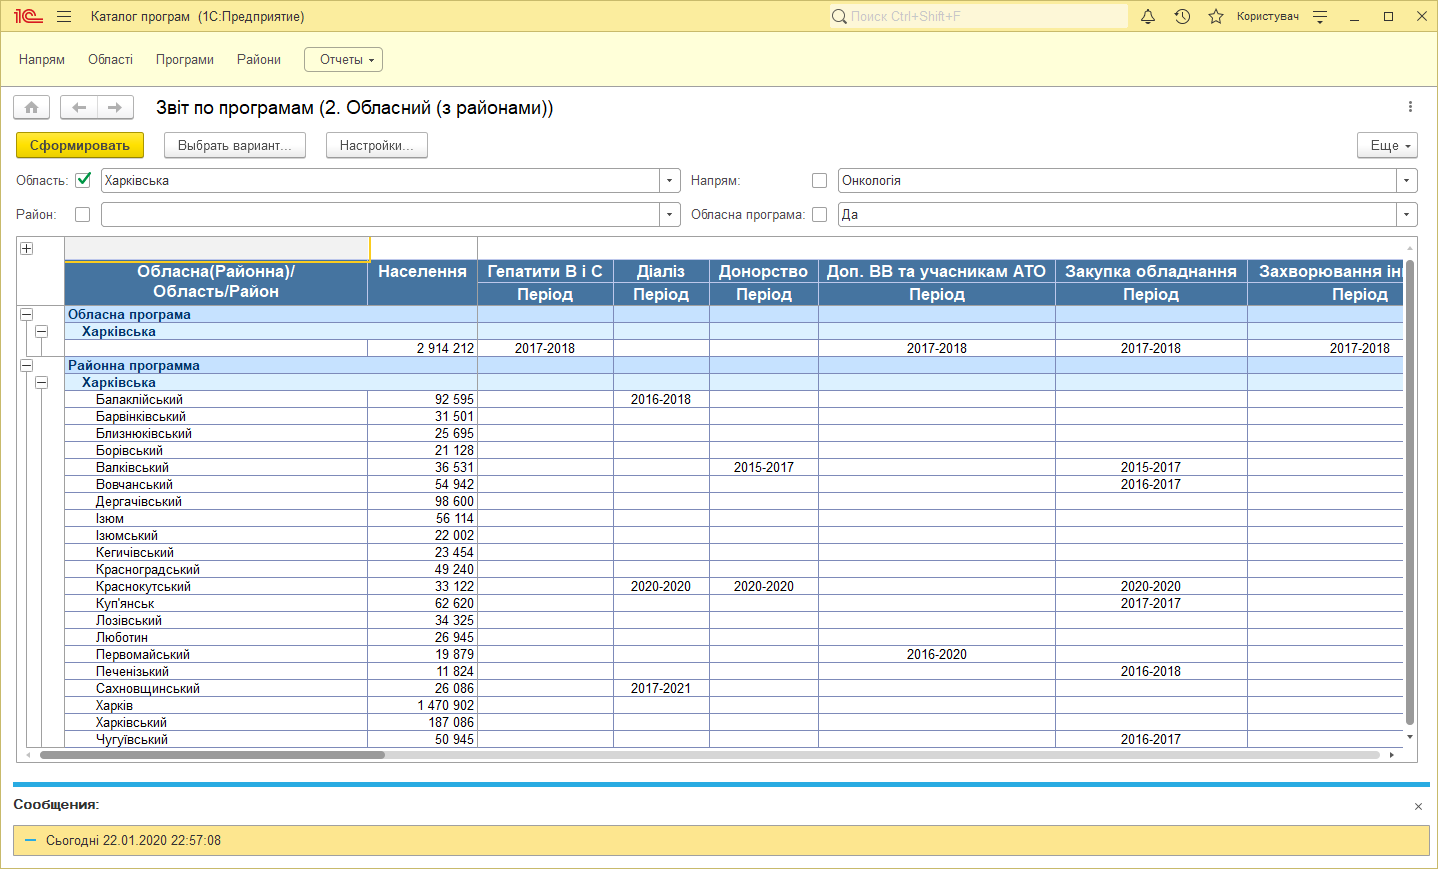 1С Каталог програм (1С:Предприятие) Поиск Ctrl+Shift+F Користувач
Напрям Області Програми Райони Отчеты
Звіт по програмам (2. Обласний (з районами))
Сформировать Выбрать вариант... Настройки... Еще
Область: Харківська Напрям: Онкологія
Район: Обласна програма: Да
Обласна(Районна)/ Населення Гепатити В і С Діаліз Донорство Доп. ВВ та учасникам АТО Закупка обладнання Захворювання
Область/Район Період Період Період Період Період Період
Обласна програма
Харківська
2 914 212 2017-2018 2017-2018 2017-2018 2017-2018
Районна программа
Харківська
Балаклійський 92 595 2016-2018
Барвінківський 31 501
Близнюківський 25 695
Борівський 21 128
Валківський 36 531 2015-2017 2015-2017
Вовчанський 54 942 2016-2017
Дергачівський 98 600
Ізюм 56 114
Ізюмський 22 002
Кегичівський 23 454
Красноградський 49 240
Краснокутський 33 122 2020-2020 2020-2020 2020-2020
Куп'янськ 62 620 2017-2017
Лозівський 34 325
Люботин 26 945
Первомайський 19 879 2016-2020
Печенізький 11 824 2016-2018
Сахновщинський 26 086 2017-2021
Харків 1 470 902
Харківський 187 086
Чугуївський 50 945 2016-2017
Сообщения:
Сьогодні 22.01.2020 22:57:08